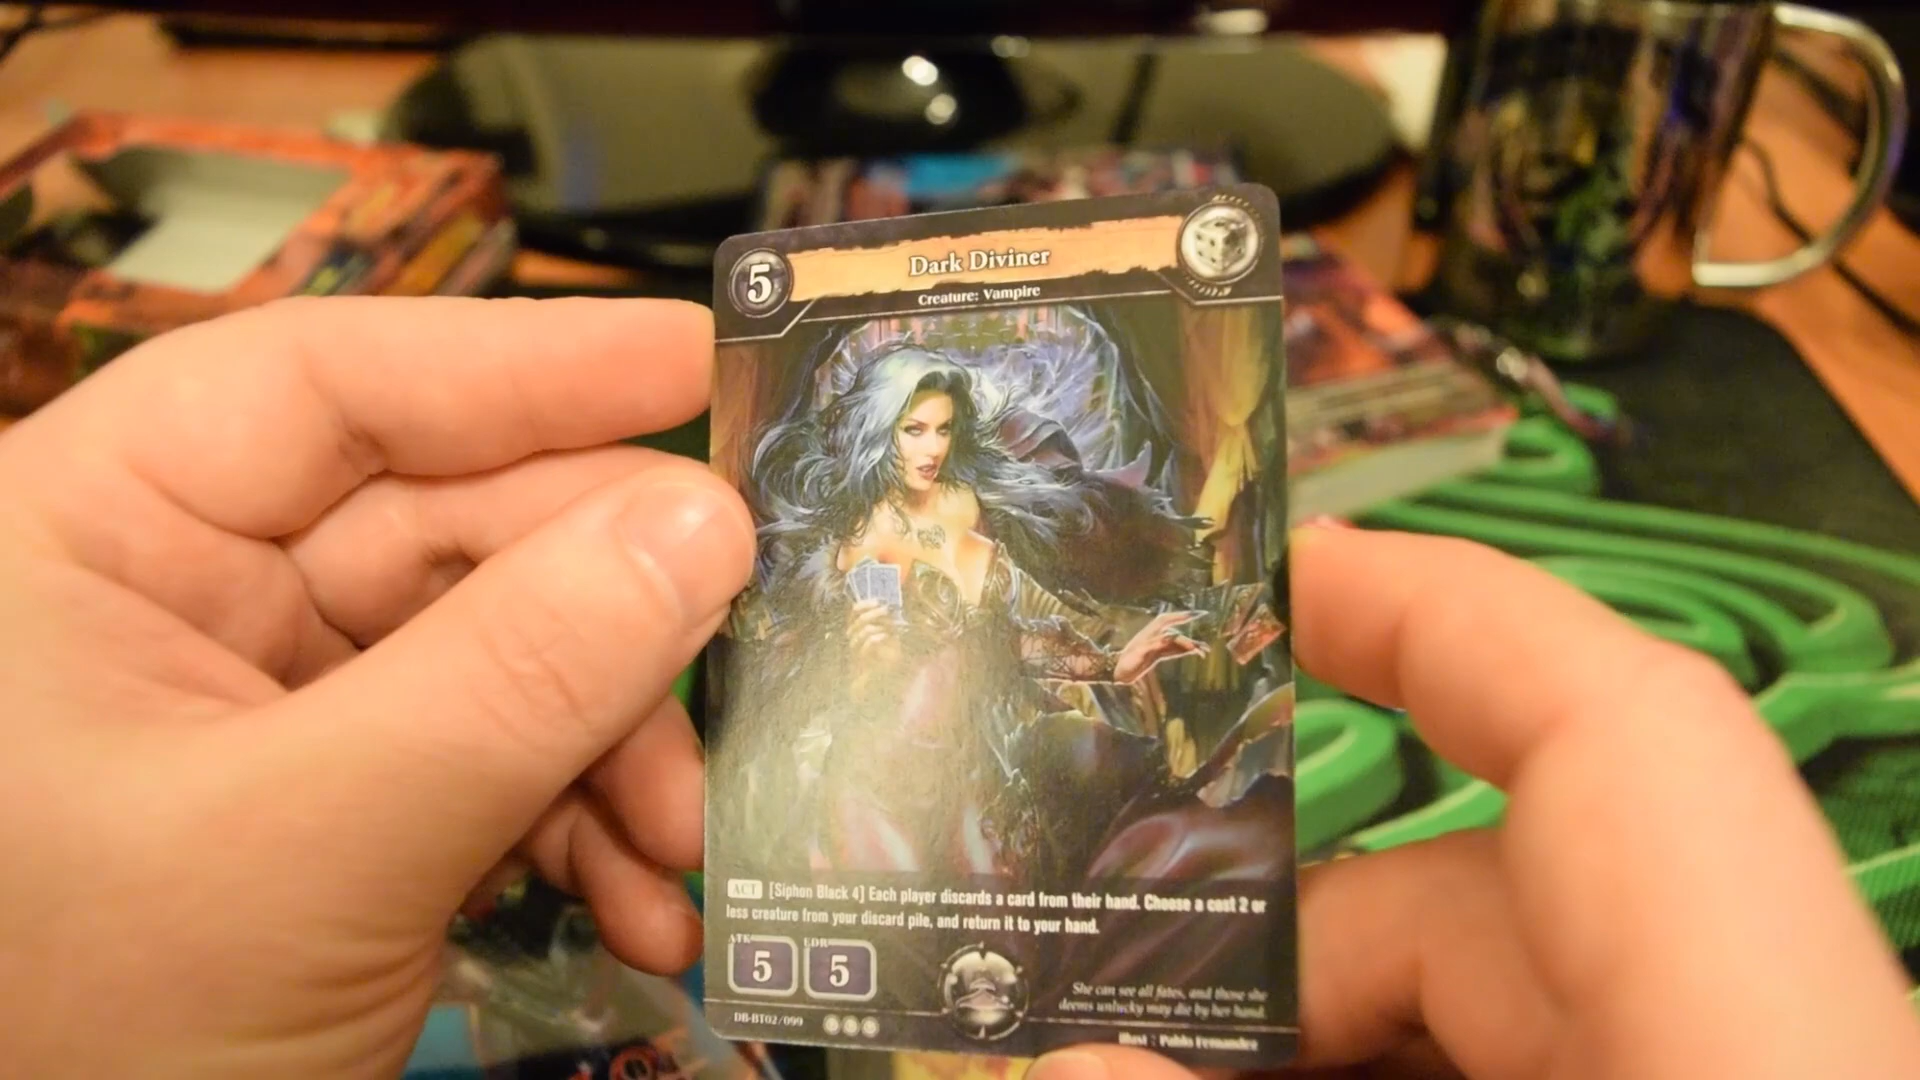 5
Dark Diviner
Creature: Vampire
ACT [Siphon Black 4] Each player discards a card from their hand. Choose a cost 2 or
less creature from your discard pile, and return it to your hand.
ATK EDR
5 5
She can see all fates, and those she
deems unlucky may die by her hand.
DB-BT02/099
Illust : Pablo Fernandez